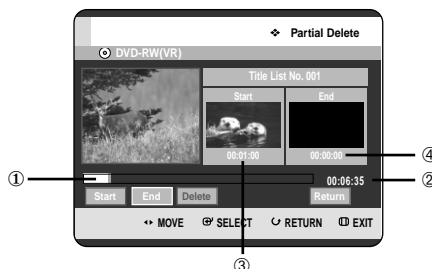 ❖ Partial Delete
DVD-RW(VR)
Title List No. 001
Start End
00:01:00 00:00:00
④
①
00:06:35
②
Start End Delete Return
MOVE SELECT RETURN EXIT
③